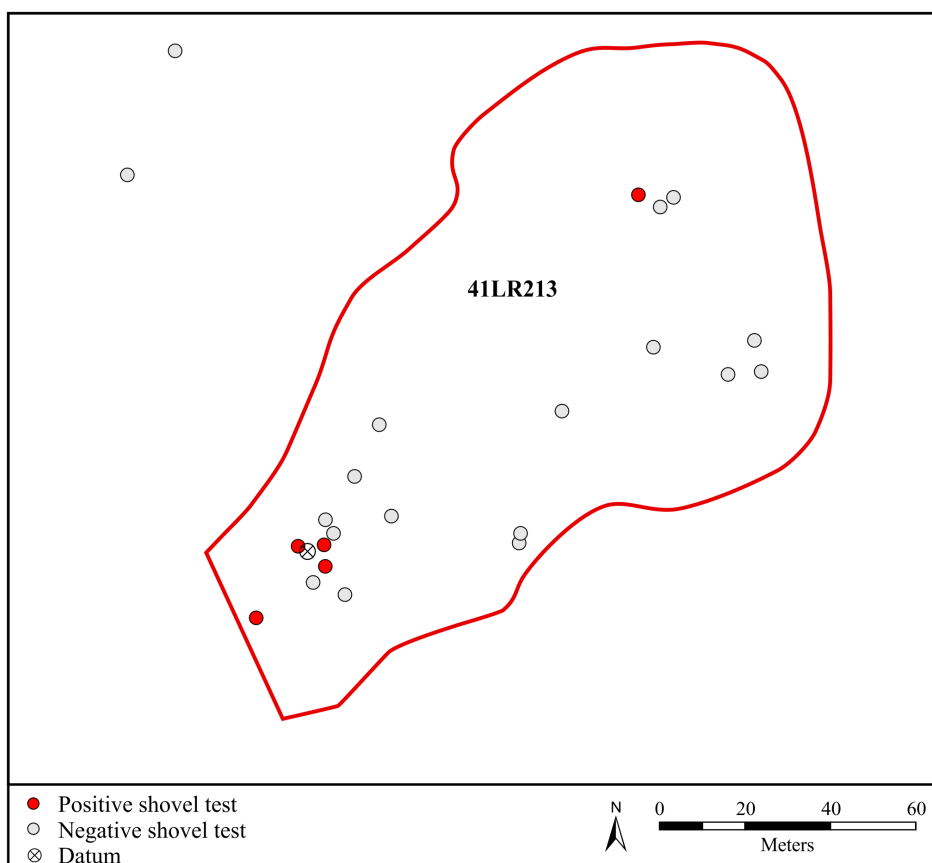 41LR213
Positive shovel test
Negative shovel test
Datum
N
0 20 40 60
Meters